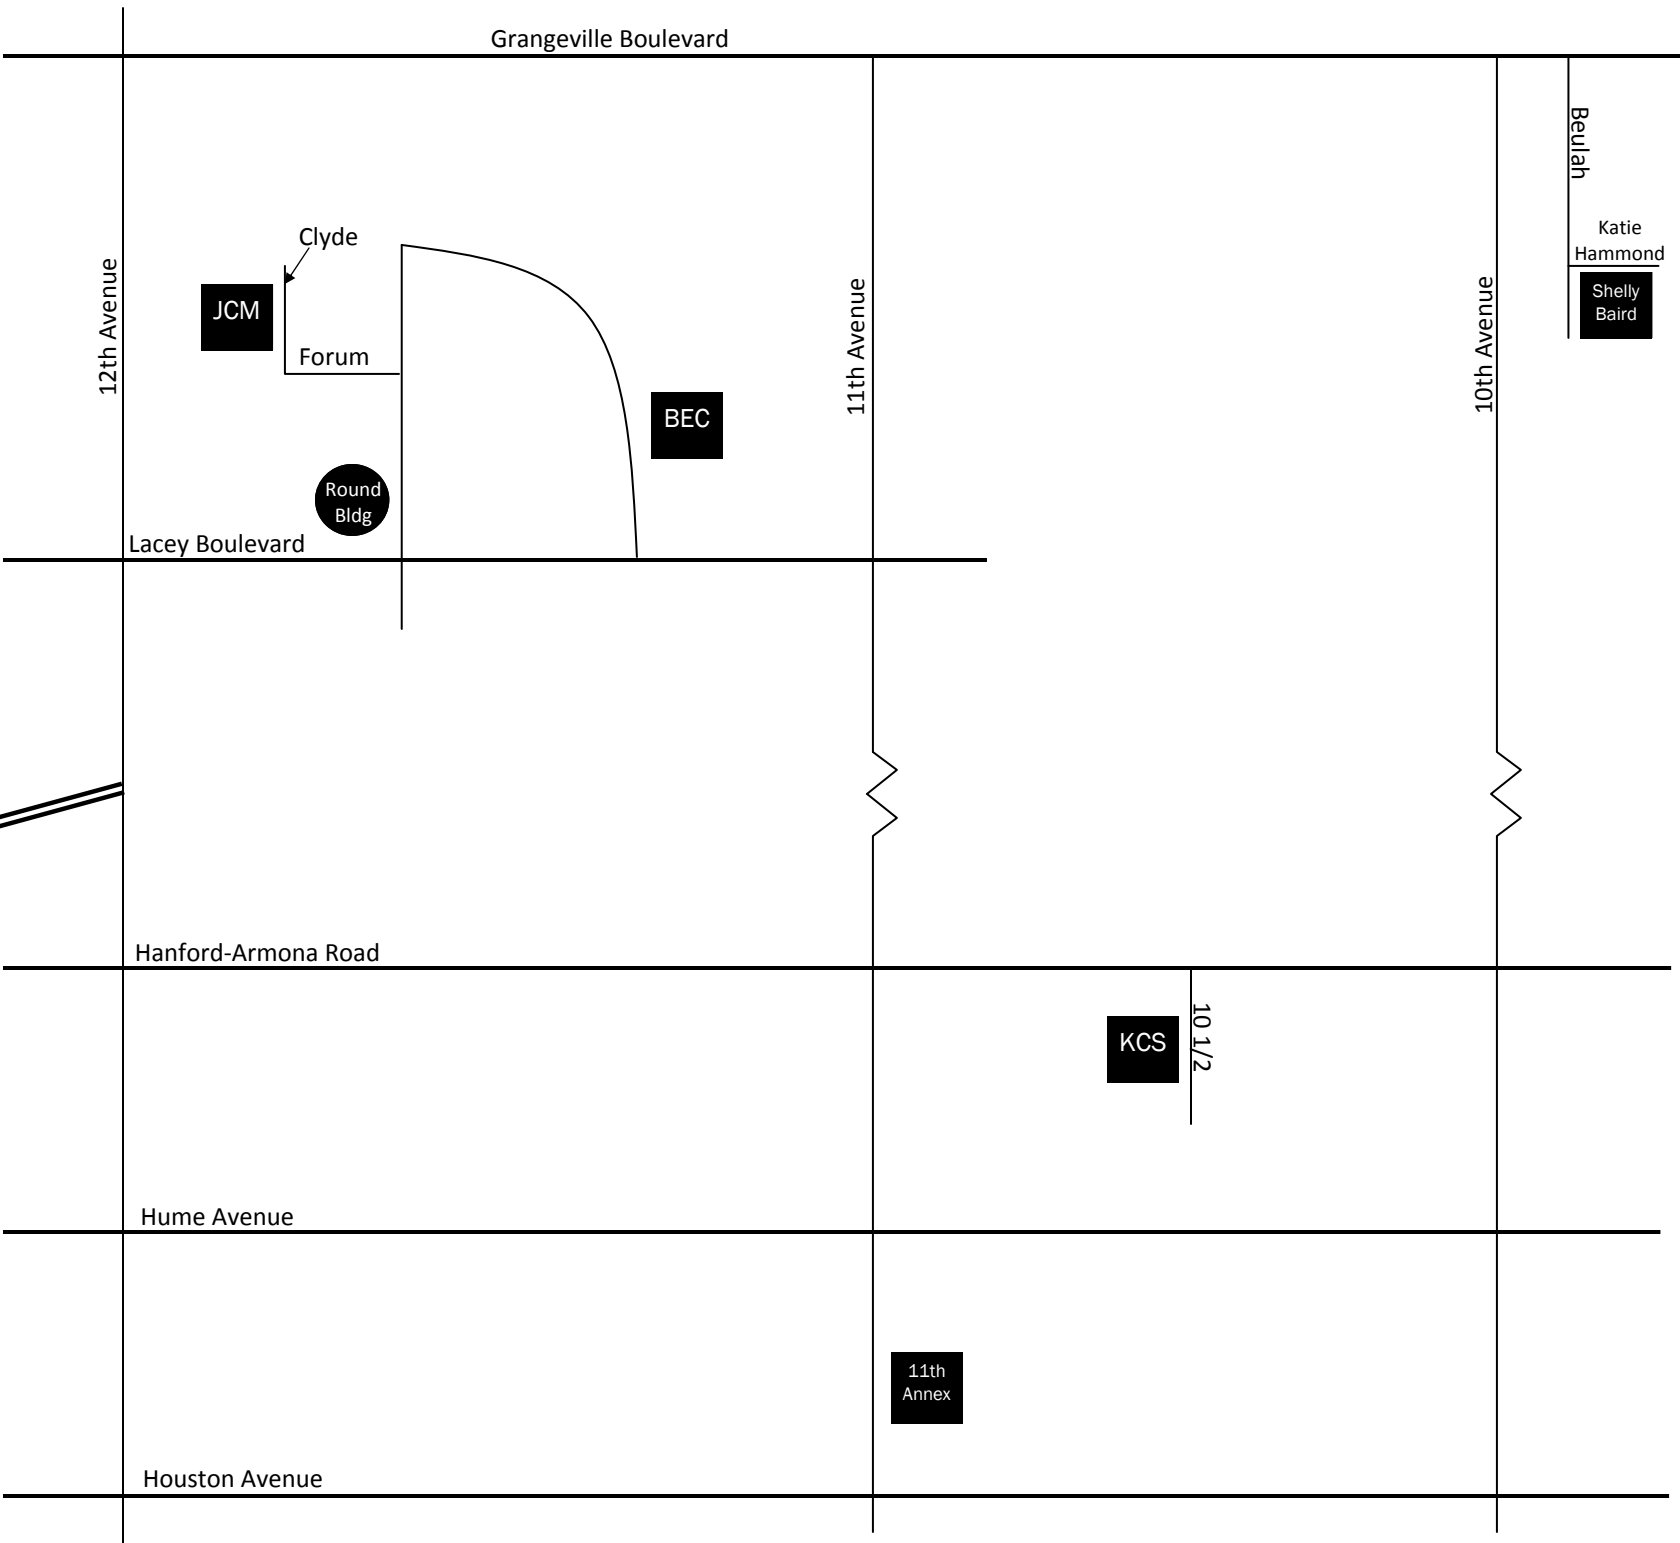 Grangeville Boulevard
Beulah
Katie
Hammond
Shelly
Baird
Clyde
12th Avenue
JCM
Forum
11th Avenue
10th Avenue
BEC
Round
Bldg
Lacey Boulevard
Hanford-Armona Road
KCS
10 1/2
Hume Avenue
11th
Annex
Houston Avenue